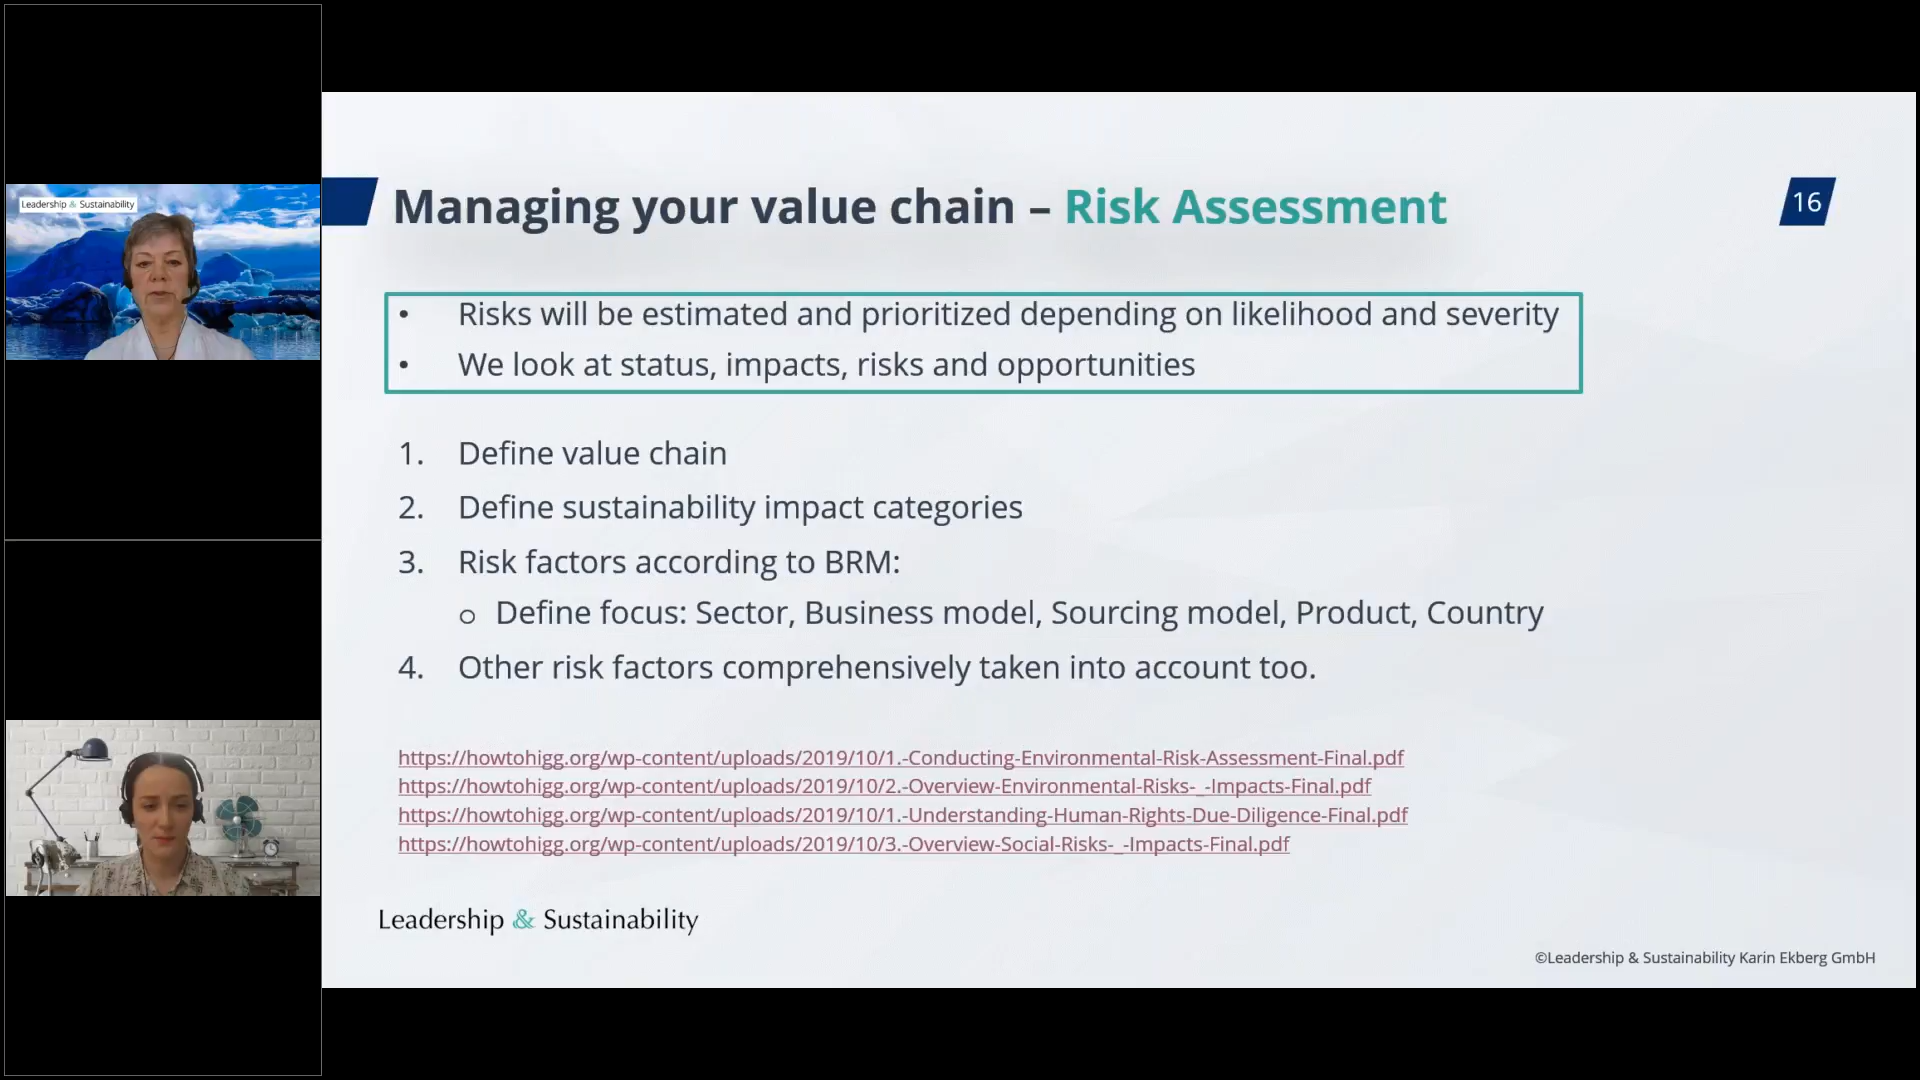 Leadership & Sustainability
Managing your value chain – Risk Assessment
16
• Risks will be estimated and prioritized depending on likelihood and severity
• We look at status, impacts, risks and opportunities
1. Define value chain
2. Define sustainability impact categories
3. Risk factors according to BRM:
o Define focus: Sector, Business model, Sourcing model, Product, Country
4. Other risk factors comprehensively taken into account too.
https://howtohigg.org/wp-content/uploads/2019/10/1.-Conducting-Environmental-Risk-Assessment-Final.pdf
https://howtohigg.org/wp-content/uploads/2019/10/2.-Overview-Environmental-Risks-_-Impacts-Final.pdf
https://howtohigg.org/wp-content/uploads/2019/10/1.-Understanding-Human-Rights-Due-Diligence-Final.pdf
https://howtohigg.org/wp-content/uploads/2019/10/3.-Overview-Social-Risks-_-Impacts-Final.pdf
Leadership & Sustainability
©Leadership & Sustainability Karin Ekberg GmbH